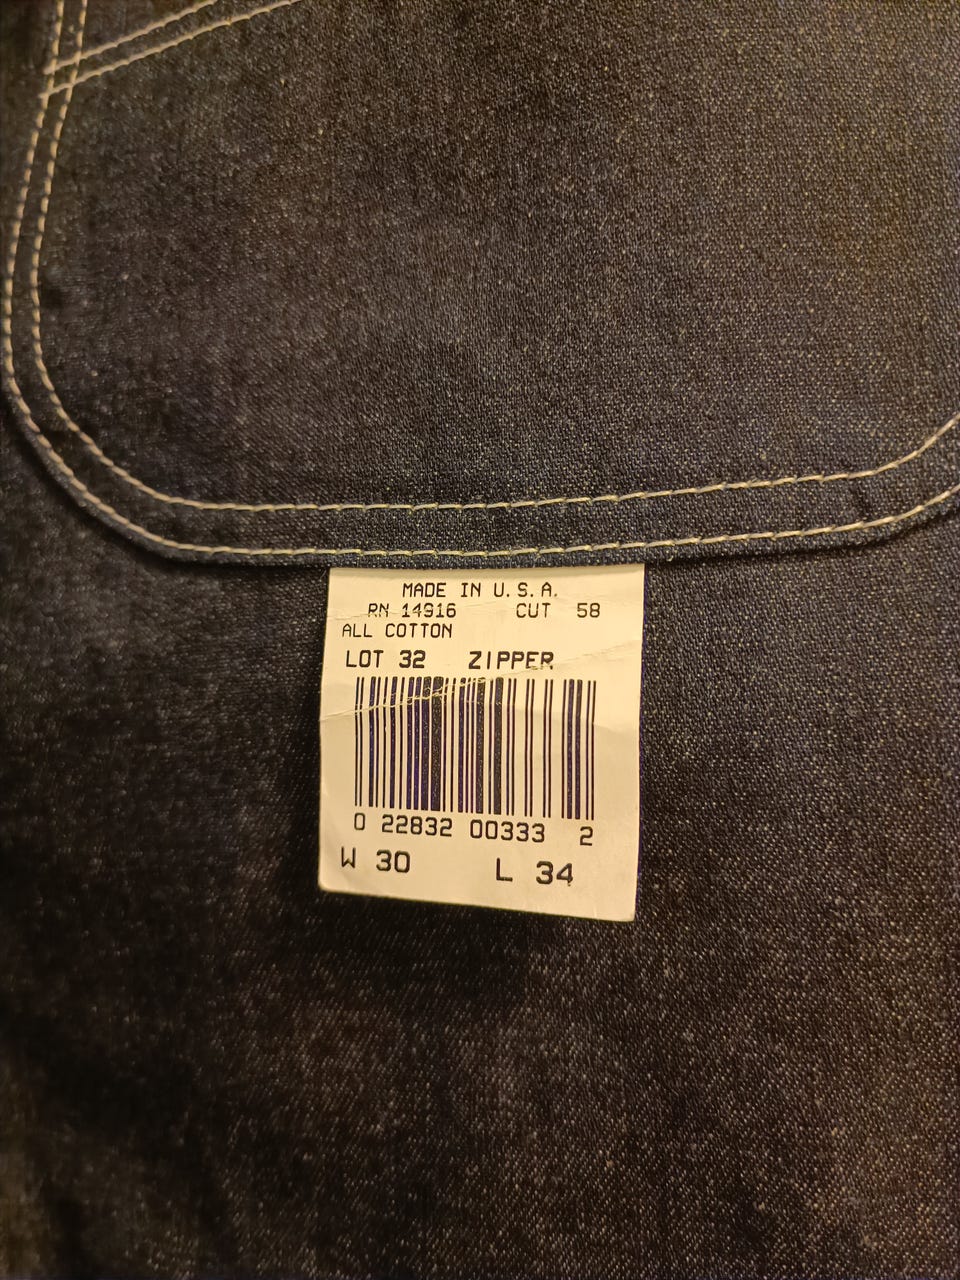 MADE IN U.S.A.
RN 14916 CUT 58
ALL COTTON
LOT 32 ZIPPER
0 22832 00333 2
W 30 L 34